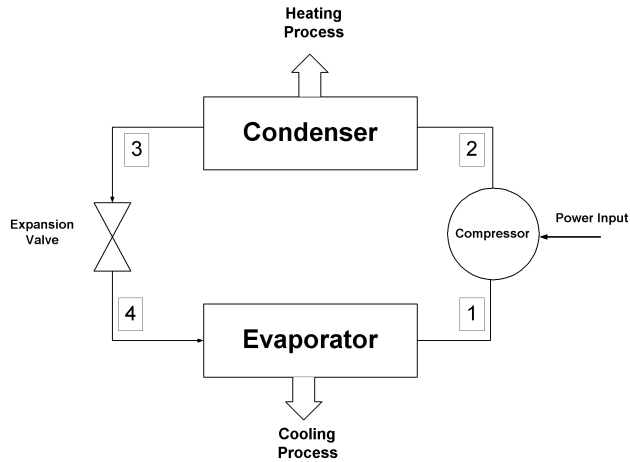 Heating
Process
Condenser
3
2
Expansion
Valve
Compressor
Power Input
4
1
Evaporator
Cooling
Process